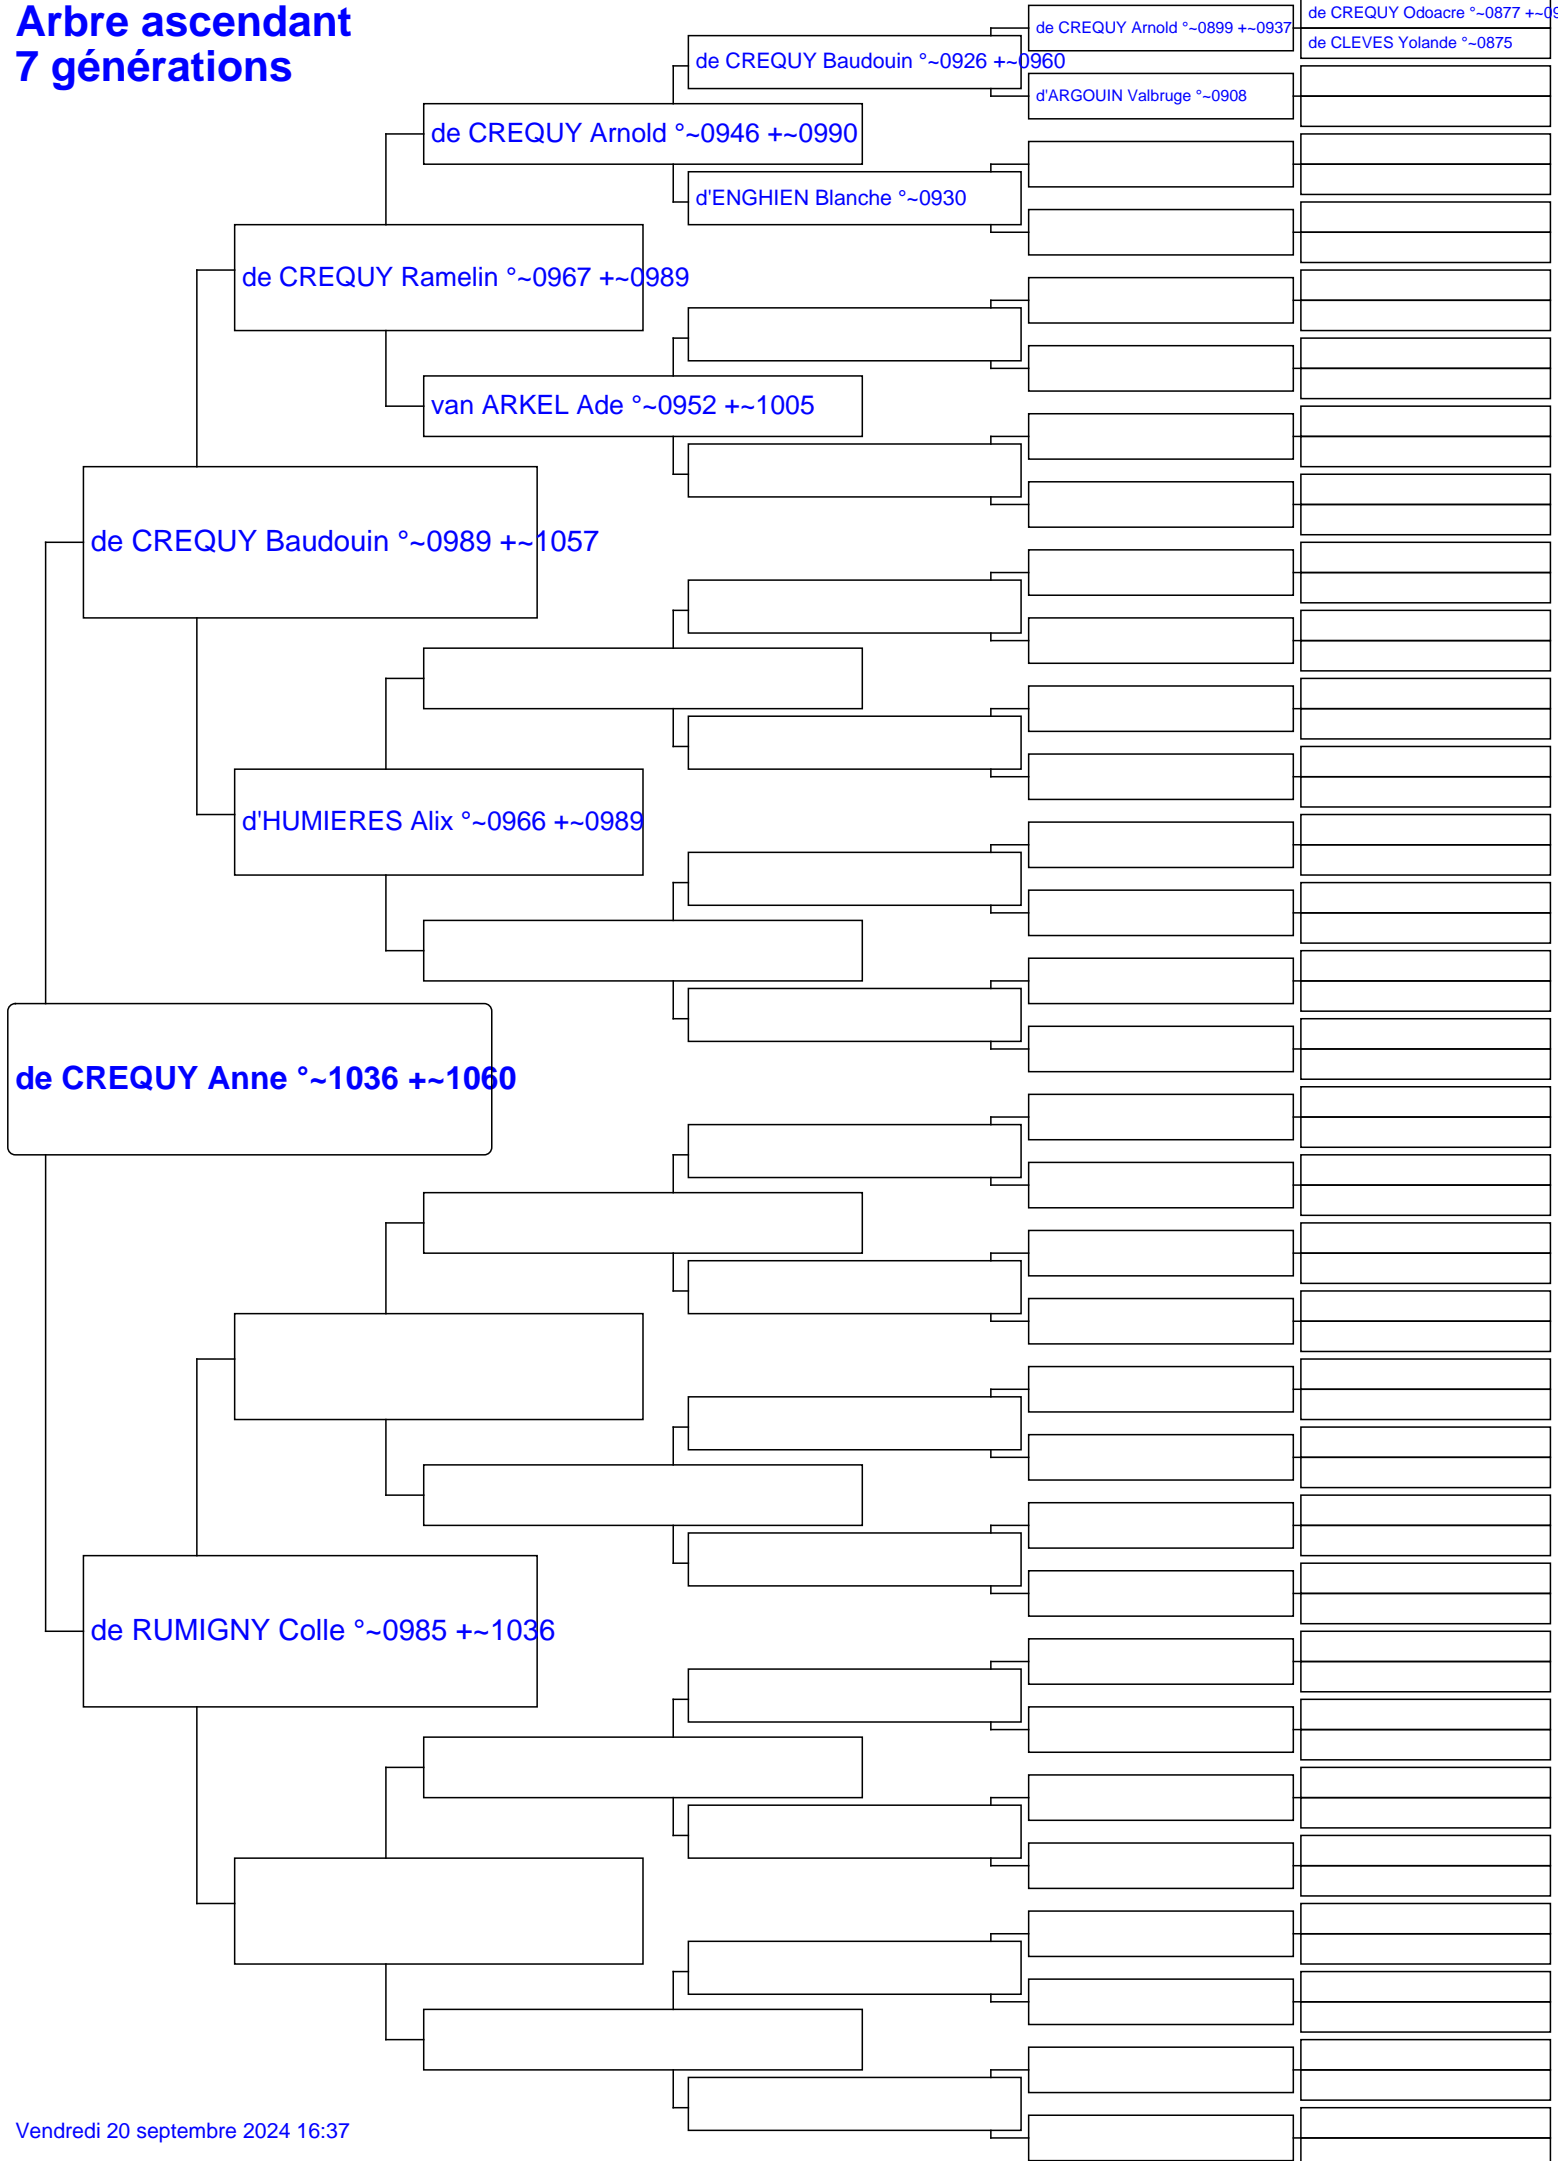 Arbre ascendant
7 générations
de CREQUY Odoacre °~0877 +~09
de CREQUY Arnold °~0899 +~0937
de CLEVES Yolande °~0875
de CREQUY Baudouin °~0926 +~0960
d'ARGOUIN Valbruge °~0908
de CREQUY Arnold °~0946 +~0990
d'ENGHIEN Blanche °~0930
de CREQUY Ramelin °~0967 +~0989
van ARKEL Ade °~0952 +~1005
de CREQUY Baudouin °~0989 +~1057
d'HUMIERES Alix °~0966 +~0989
de CREQUY Anne °~1036 +~1060
de RUMIGNY Colle °~0985 +~1036
Vendredi 20 septembre 2024 16:37